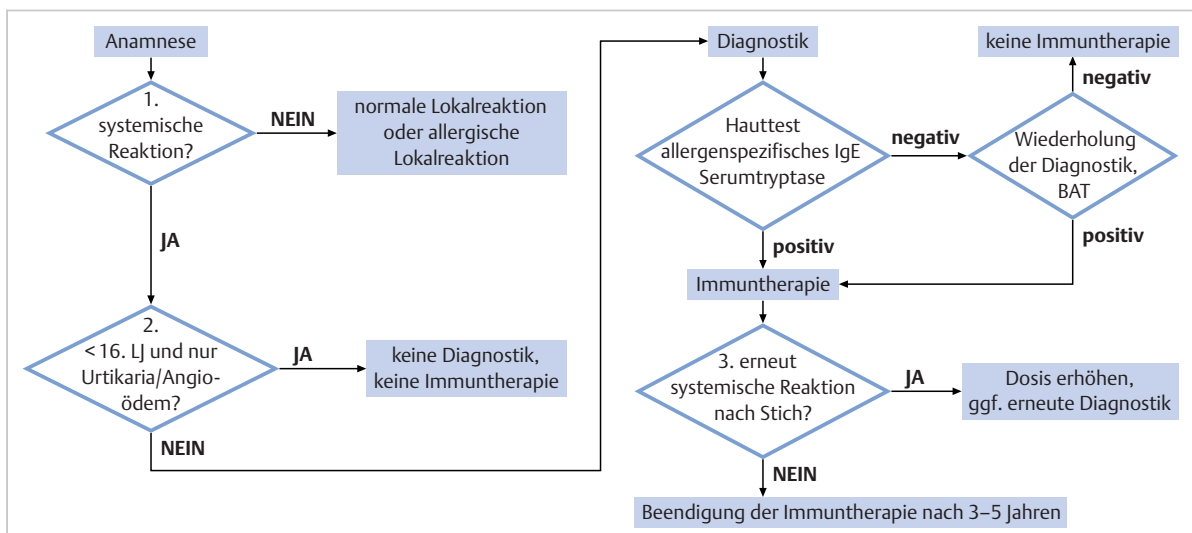 Anamnese
1.
systemische
Reaktion?
NEIN
normale Lokalreaktion
oder allergische
Lokalreaktion
JA
2.
< 16. LJ und nur
Urtikaria/Angio-
ödem?
JA
keine Diagnostik,
keine Immuntherapie
NEIN
Diagnostik
Hauttest
allergenspezifisches IgE
Serumtryptase
negativ
Wiederholung
der Diagnostik,
BAT
negativ
keine Immuntherapie
positiv
positiv
Immuntherapie
3. erneut
systemische Reaktion
nach Stich?
JA
Dosis erhöhen,
ggf. erneute Diagnostik
NEIN
Beendigung der Immuntherapie nach 3–5 Jahren